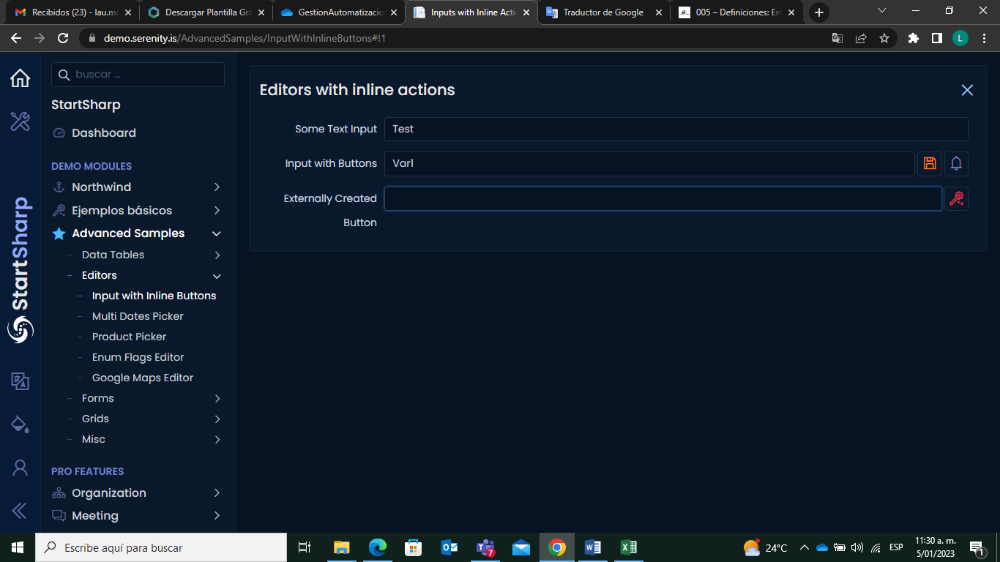 Recibidos (23) - lau.mo
Descargar Plantilla Gra
GestionAutomatizacio
Inputs with Inline Acti
Traductor de Google
005 – Definiciones: Err
demo.serenity.is/AdvancedSamples/InputWithInlineButtons#!1
L
buscar ...
StartSharp
Dashboard
DEMO MODULES
Northwind
Ejemplos básicos
Advanced Samples
Data Tables
Editors
Input with Inline Buttons
Multi Dates Picker
Product Picker
Enum Flags Editor
Google Maps Editor
Forms
Grids
Misc
PRO FEATURES
Organization
Meeting
StartSharp
Editors with inline actions
Some Text Input
Test
Input with Buttons
Var1
Externally Created
Button
Escribe aquí para buscar
7
24°C
ESP
11:30 a. m.
5/01/2023
1